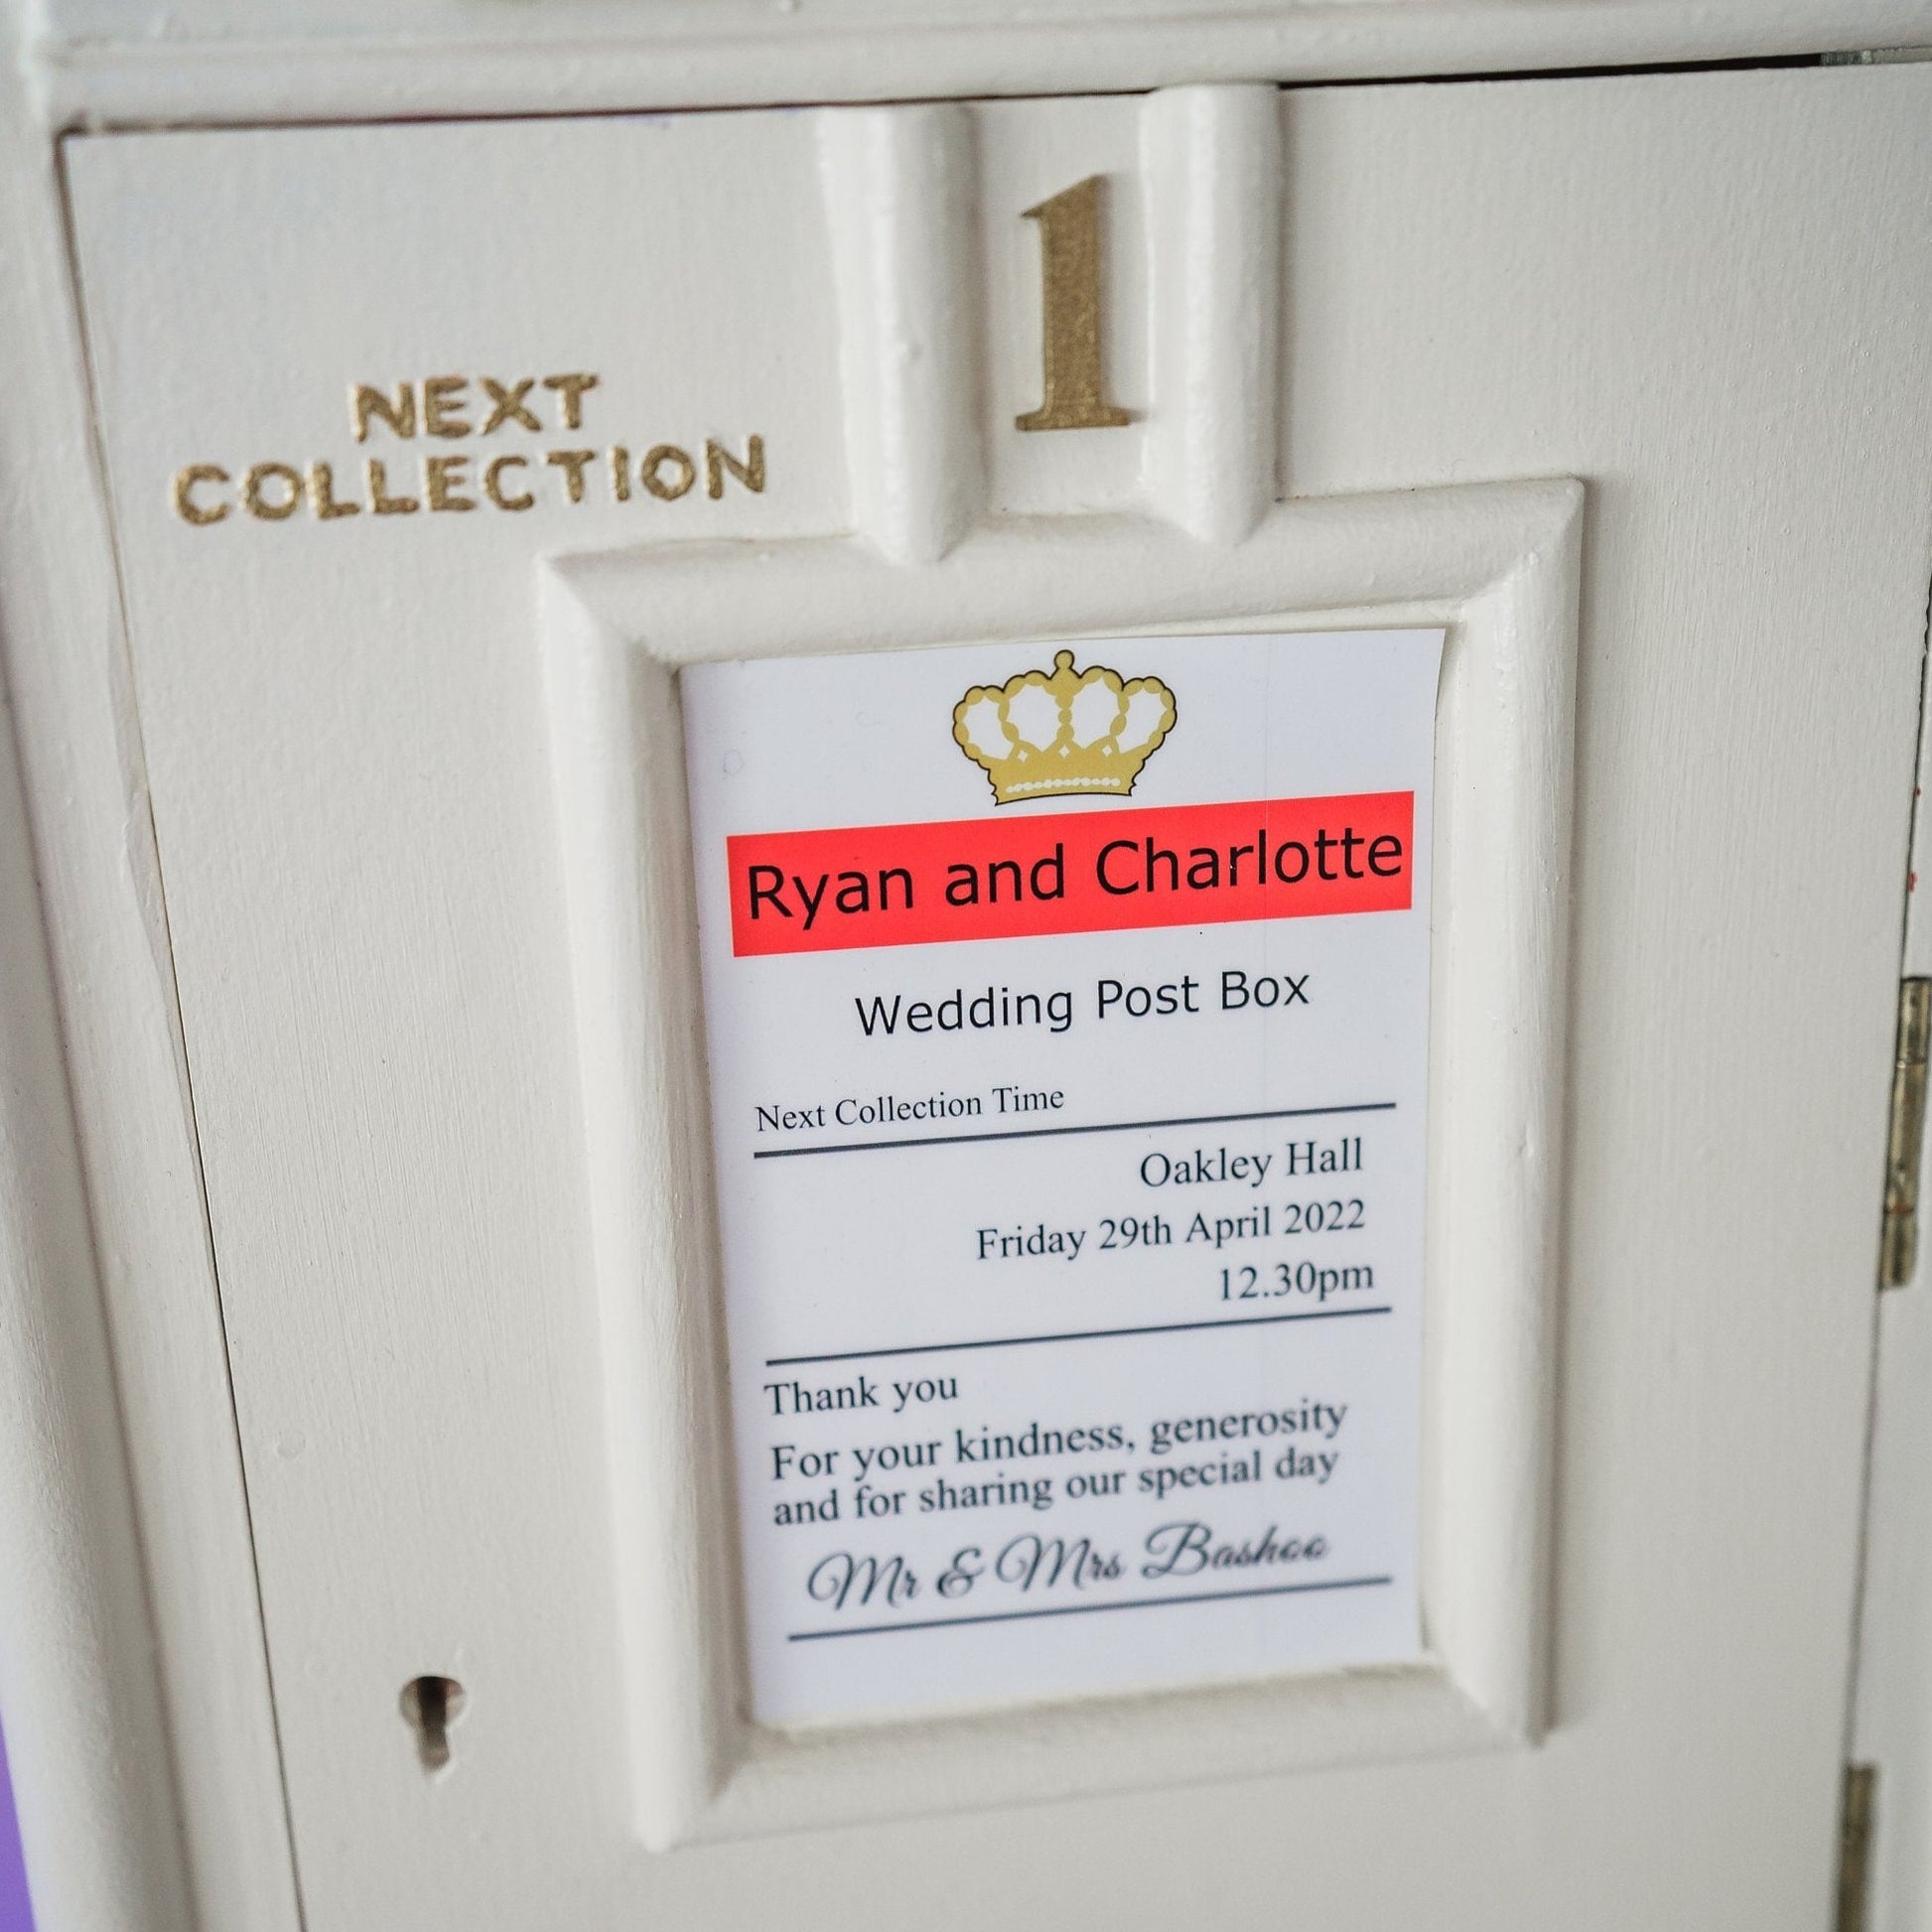 1
NEXT
COLLECTION
Ryan and Charlotte
Wedding Post Box
Next Collection Time
Oakley Hall
Friday 29th April 2022
12.30pm
Thank you
For your kindness, generosity
and for sharing our special day
Mr & Mrs Bashoo